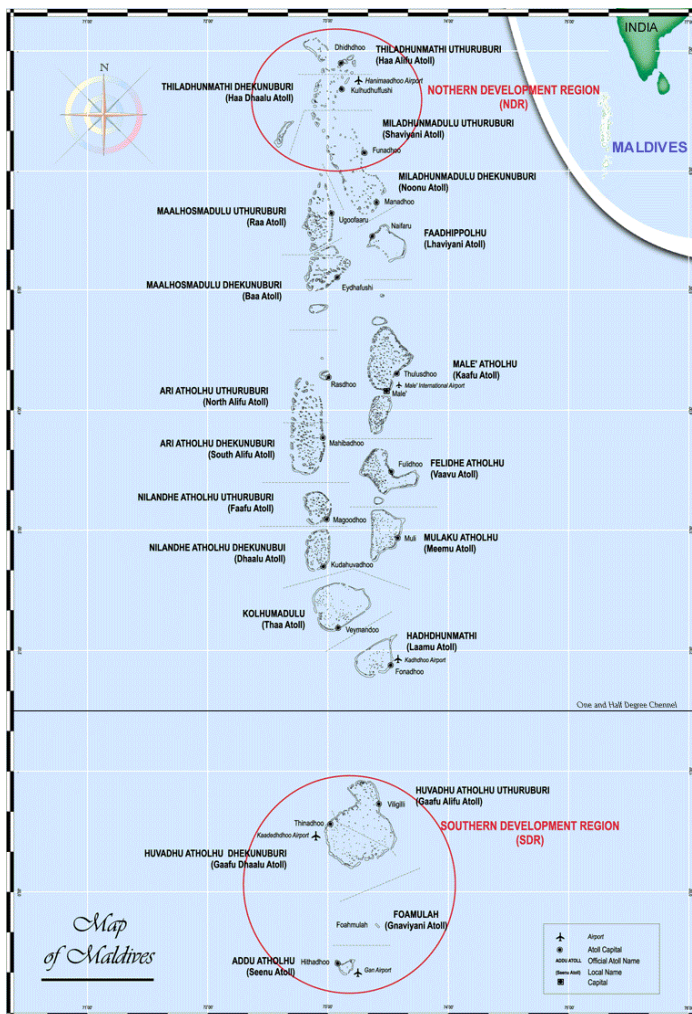 INDIA
MALDIVES
N
Dhidhdhoo
THILADHUNMATHI UTHURUBURI
(Haa Alifu Atoll)
Hanimaadhoo Airport
THILADHUNMATHI DHEKUNUBURI
(Haa Dhaalu Atoll)
Kulhudhuffushi
NOTHERN DEVELOPMENT REGION
(NDR)
MILADHUNMADULU UTHURUBURI
(Shaviyani Atoll)
Funadhoo
MILADHUNMADULU DHEKUNUBURI
(Noonu Atoll)
Manadhoo
MAALHOSMADULU UTHURUBURI
(Raa Atoll)
Ugoofaaru
Naifaru
FAADHIPPOLHU
(Lhaviyani Atoll)
MAALHOSMADULU DHEKUNUBURI
(Baa Atoll)
Eydhafushi
MALE' ATHOLHU
(Kaafu Atoll)
Thulusdhoo
Male' International Airport
Male'
Rasdhoo
ARI ATHOLHU UTHURUBURI
(North Alifu Atoll)
ARI ATHOLHU DHEKUNUBURI
(South Alifu Atoll)
Mahibadhoo
Fulidhoo
FELIDHE ATHOLHU
(Vaavu Atoll)
NILANDHE ATHOLHU UTHURUBURI
(Faafu Atoll)
Magoodhoo
Muli
MULAKU ATHOLHU
(Meemu Atoll)
NILANDHE ATHOLHU DHEKUNUBUI
(Dhaalu Atoll)
Kudahuvadhoo
KOLHUMADULU
(Thaa Atoll)
Veymandoo
HADHDHUNMATHI
(Laamu Atoll)
Kadhdhoo Airport
Fonadhoo
One and Half Degree Chennel
HUVADHU ATHOLHU UTHURUBURI
(Gaafu Alifu Atoll)
Viligilli
Thinadhoo
Kaadedhdhoo Airport
SOUTHERN DEVELOPMENT REGION
(SDR)
HUVADHU ATHOLHU DHEKUNUBURI
(Gaafu Dhaalu Atoll)
FOAMULAH
(Gnaviyani Atoll)
Foahmulah
ADDU ATHOLHU
(Seenu Atoll)
Hithadhoo
Gan Airport
Map
of Maldives
Airport
Atoll Capital
ADDU ATOLL Official Atoll Name
(Seenu Atoll) Local Name
Capital